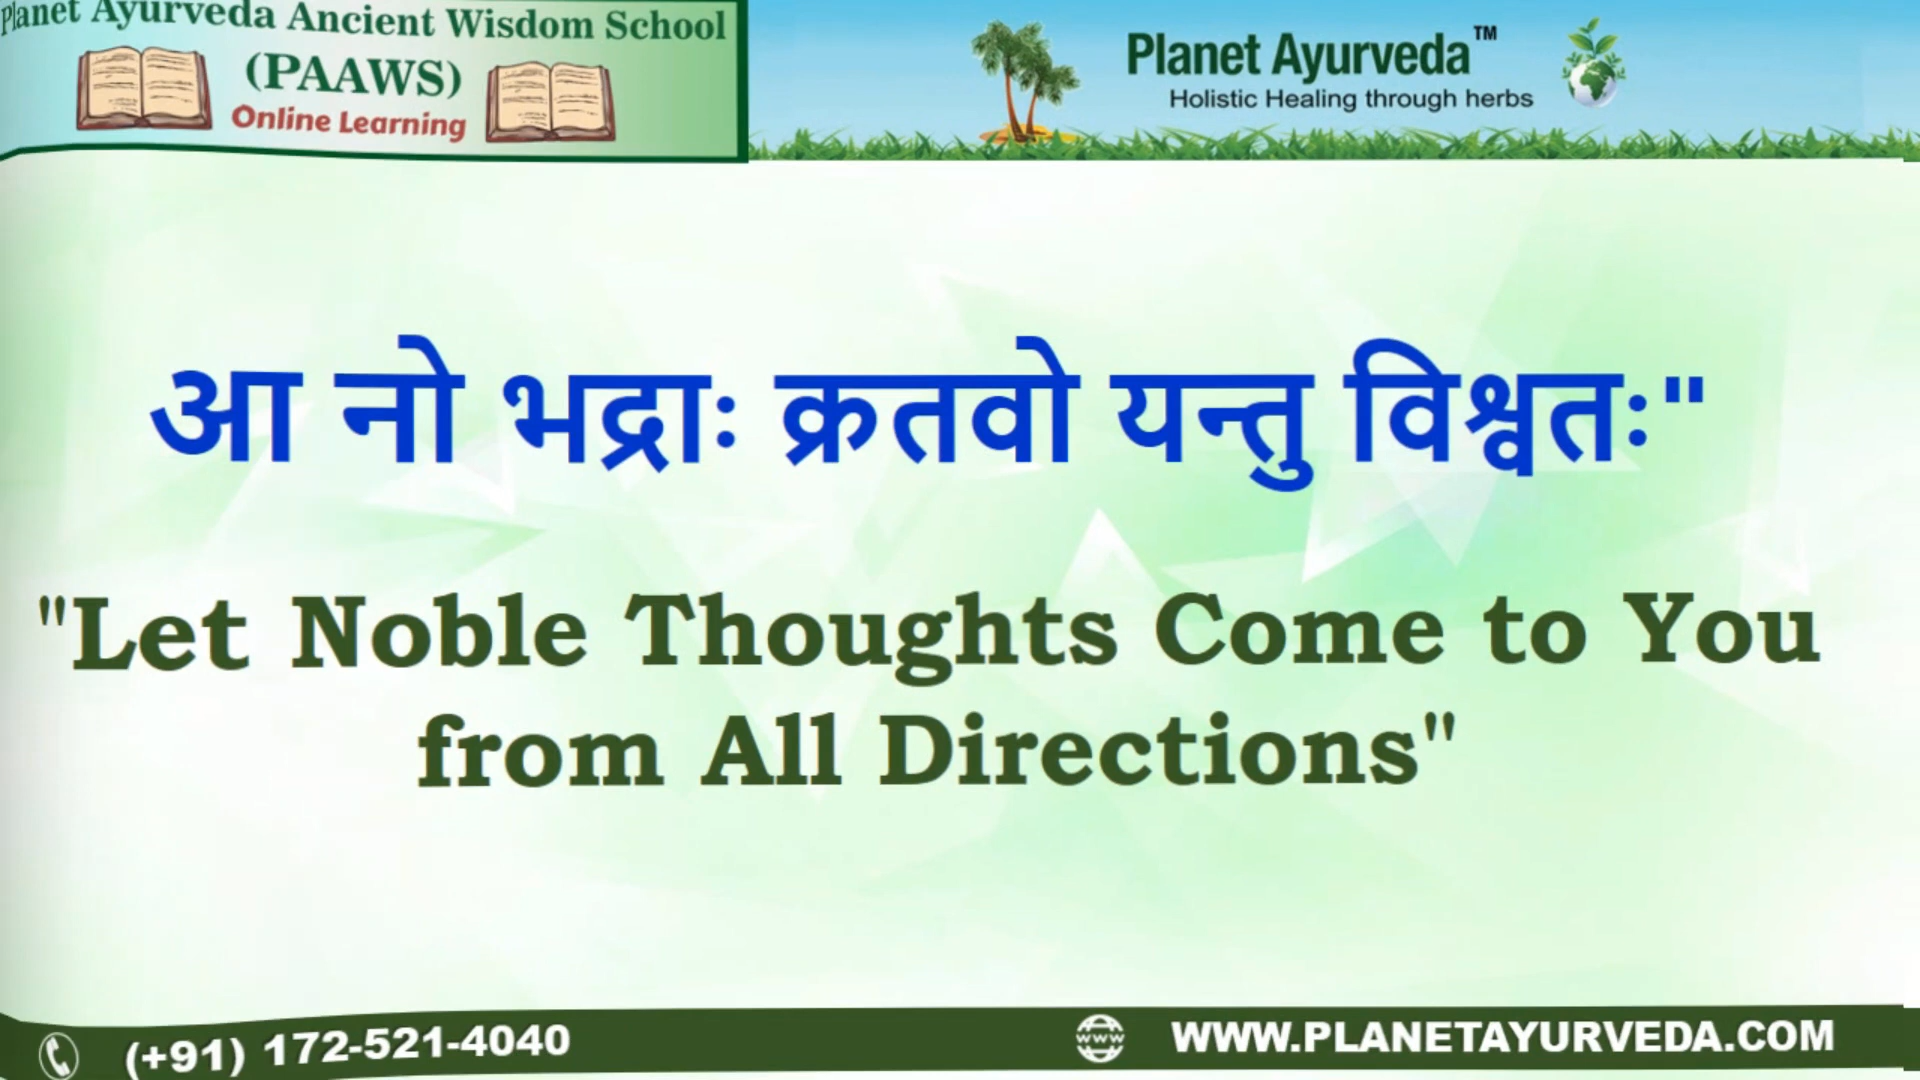 Planet Ayurveda Ancient Wisdom School
(PAAWS)
Online Learning
Planet Ayurveda™
Holistic Healing through herbs
आ नो भद्राः क्रतवो यन्तु विश्वतः"
"Let Noble Thoughts Come to You
from All Directions"
(+91) 172-521-4040
www
WWW.PLANETAYURVEDA.COM